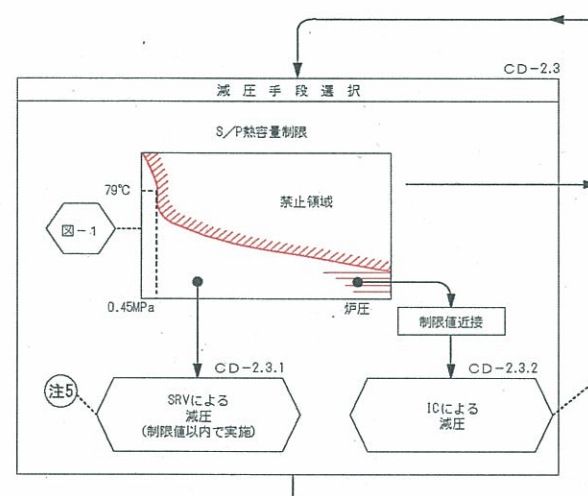 CD-2.3
減圧手段選択
S/P熱容量制限
79℃
禁止領域
図-1
0.45MPa
炉圧
制限値近接
CD-2.3.1
CD-2.3.2
注5
SRVによる
減圧
(制限値以内で実施)
ICによる
減圧